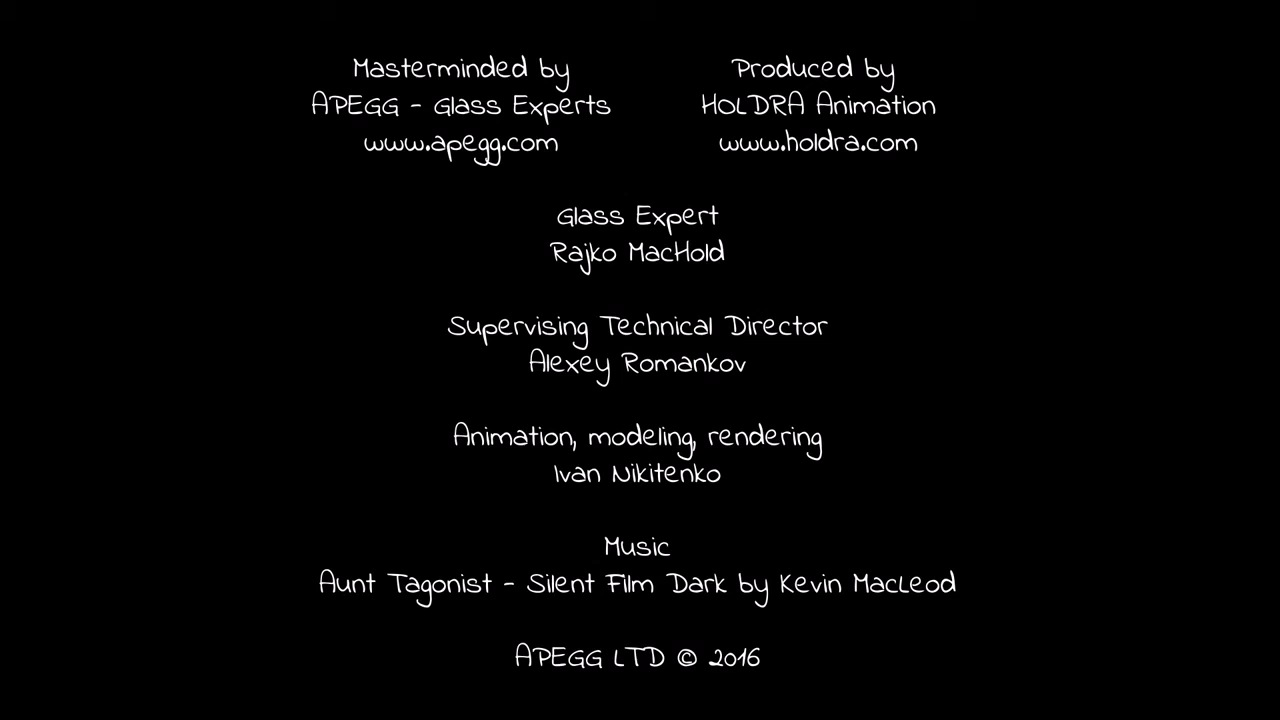 Masterminded by
APEGG - Glass Experts
www.apegg.com
Produced by
HOLDRA Animation
www.holdra.com
Glass Expert
Rajko MacHold
Supervising Technical Director
Alexey Romankov
Animation, modeling, rendering
Ivan Nikitenko
Music
Aunt Tagonist - Silent Film Dark by Kevin MacLeod
APEGG LTD © 2016